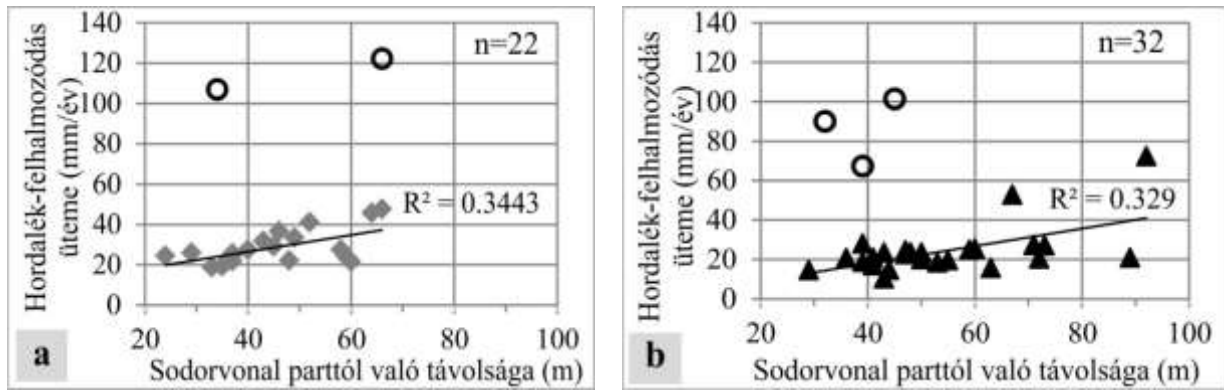 Hordalék-felhalmozódás
üteme (mm/év)
140
120
100
80
60
40
20
0
n=22
R² = 0.3443
20
40
60
80
100
a
Sodorvonal parttól való távolsága (m)
Hordalék-felhalmozódás
üteme (mm/év)
140
120
100
80
60
40
20
0
n=32
R² = 0.329
20
40
60
80
100
b
Sodorvonal parttól való távolsága (m)